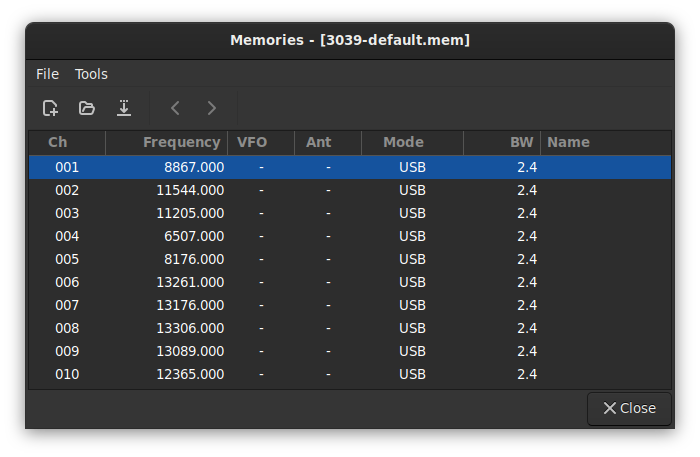 Memories - [3039-default.mem]
File Tools
Ch Frequency VFO Ant Mode BW Name
001 8867.000 - - USB 2.4
002 11544.000 - - USB 2.4
003 11205.000 - - USB 2.4
004 6507.000 - - USB 2.4
005 8176.000 - - USB 2.4
006 13261.000 - - USB 2.4
007 13176.000 - - USB 2.4
008 13306.000 - - USB 2.4
009 13089.000 - - USB 2.4
010 12365.000 - - USB 2.4
Close